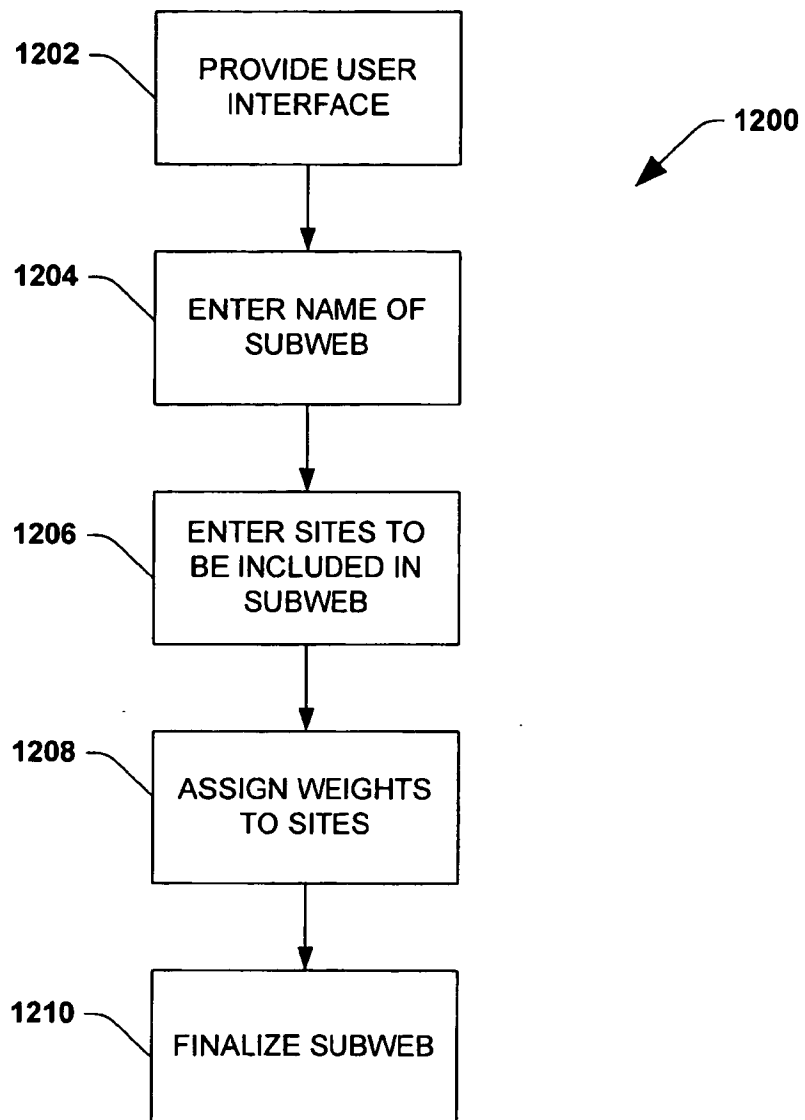 1202
PROVIDE USER
INTERFACE
1200
1204
ENTER NAME OF
SUBWEB
1206
ENTER SITES TO
BE INCLUDED IN
SUBWEB
1208
ASSIGN WEIGHTS
TO SITES
1210
FINALIZE SUBWEB